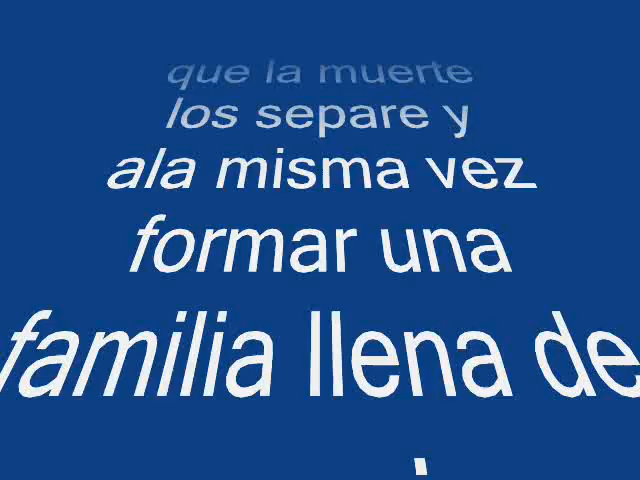 que la muerte
los separe y
ala misma vez
formar una
familia llena de